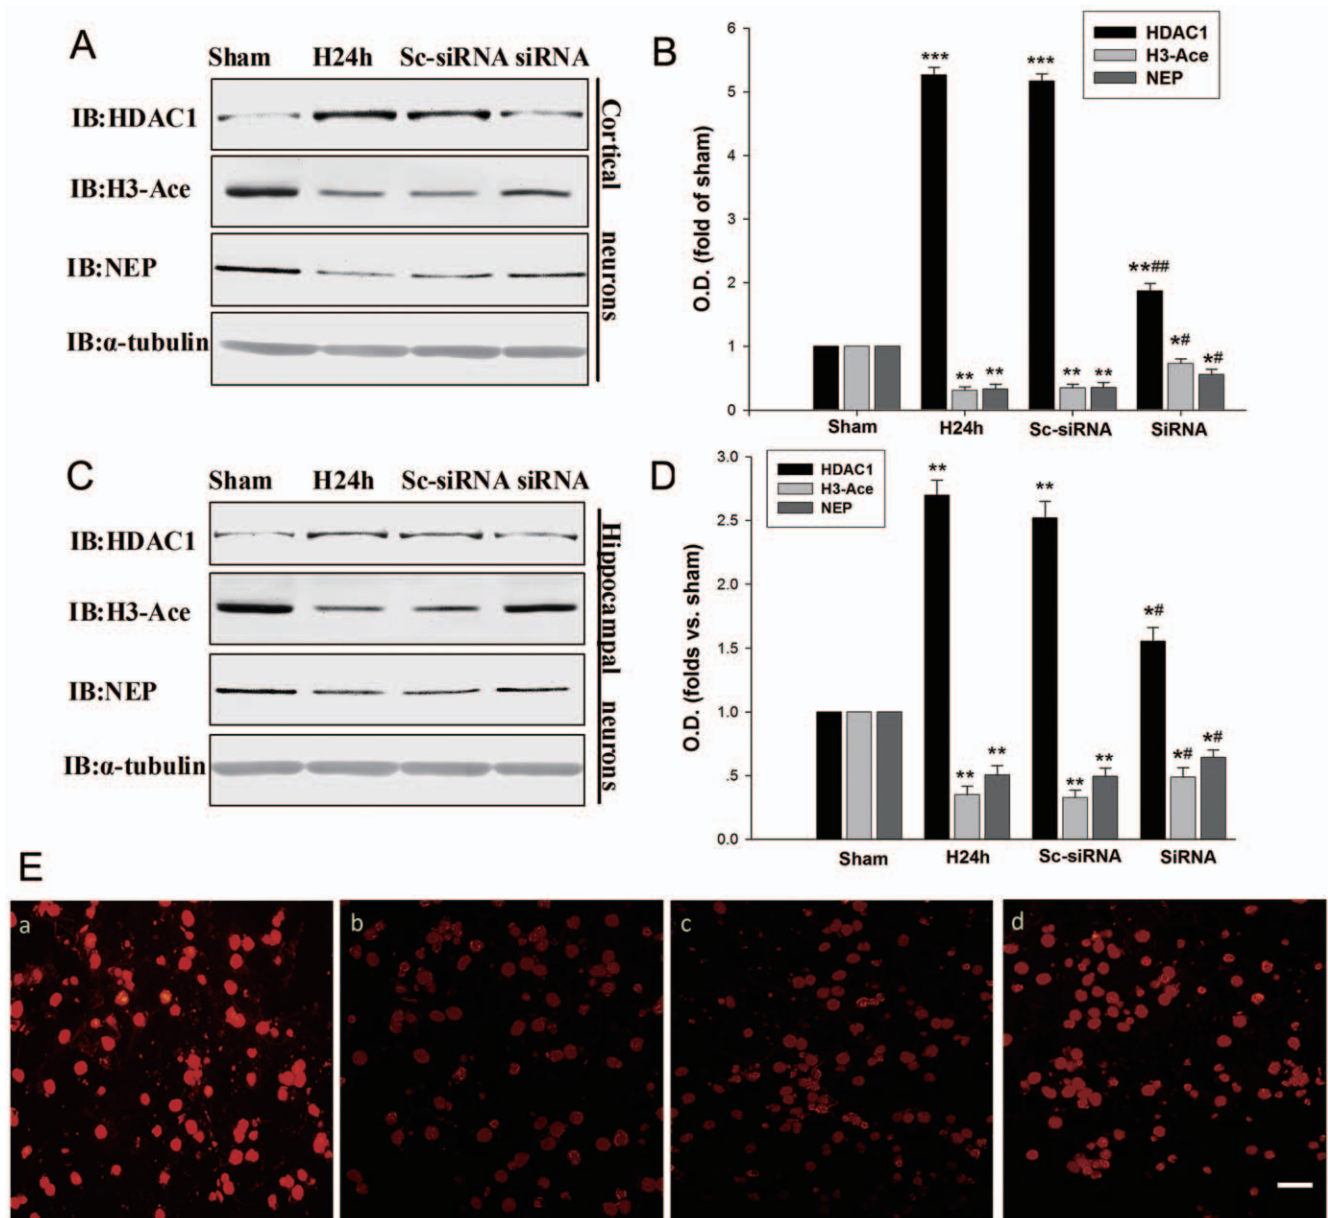 A
Sham H24h Sc-siRNA siRNA
IB:HDAC1
IB:H3-Ace
IB:NEP
IB:α-tubulin
Cortical neurons
B
O.D. (fold of sham)
6
5
4
3
2
1
0
HDAC1
H3-Ace
NEP
***
***
**##
** **
** **
*#
*#
Sham H24h Sc-siRNA SiRNA
C
Sham H24h Sc-siRNA siRNA
IB:HDAC1
IB:H3-Ace
IB:NEP
IB:α-tubulin
Hippocampal neurons
D
O.D. (folds vs. sham)
3.0
2.5
2.0
1.5
1.0
.5
0.0
HDAC1
H3-Ace
NEP
**
**
*#
**
**
**
**
*#
*#
Sham H24h Sc-siRNA SiRNA
E
a b c d